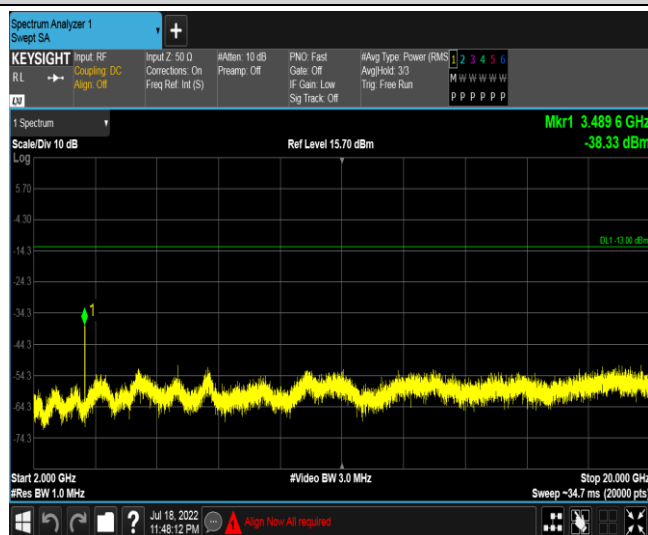 Spectrum Analyzer 1
Swept SA
+
KEYSIGHT
RL
LXI
Input: RF
Coupling: DC
Align: Off
Input Z: 50 Ω
Corrections: On
Freq Ref: Int (S)
#Atten: 10 dB
Preamp: Off
PNO: Fast
Gate: Off
IF Gain: Low
Sig Track: Off
#Avg Type: Power (RMS
Avg|Hold: 3/3
Trig: Free Run
1 2 3 4 5 6
M W W W W W
P P P P P P
1 Spectrum
Scale/Div 10 dB
Log
Ref Level 15.70 dBm
Mkr1 3.489 6 GHz
-38.33 dBm
5.70
-4.30
DL1 -13.00 dBm
-14.3
-24.3
-34.3
1
-44.3
-54.3
-64.3
-74.3
Start 2.000 GHz
#Res BW 1.0 MHz
#Video BW 3.0 MHz
Stop 20.000 GHz
Sweep ~34.7 ms (20000 pts)
?
Jul 18, 2022
11:48:12 PM
1
Align Now All required